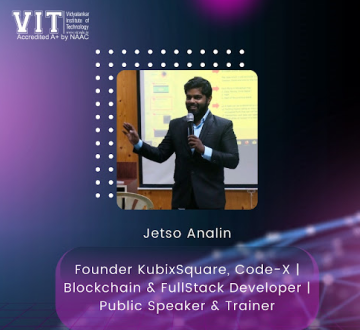 VIT
Vidyalankar
Institute of
Technology
Accredited A+ by NAAC
Jetso Analin
Founder KubixSquare, Code-X |
Blockchain & FullStack Developer |
Public Speaker & Trainer